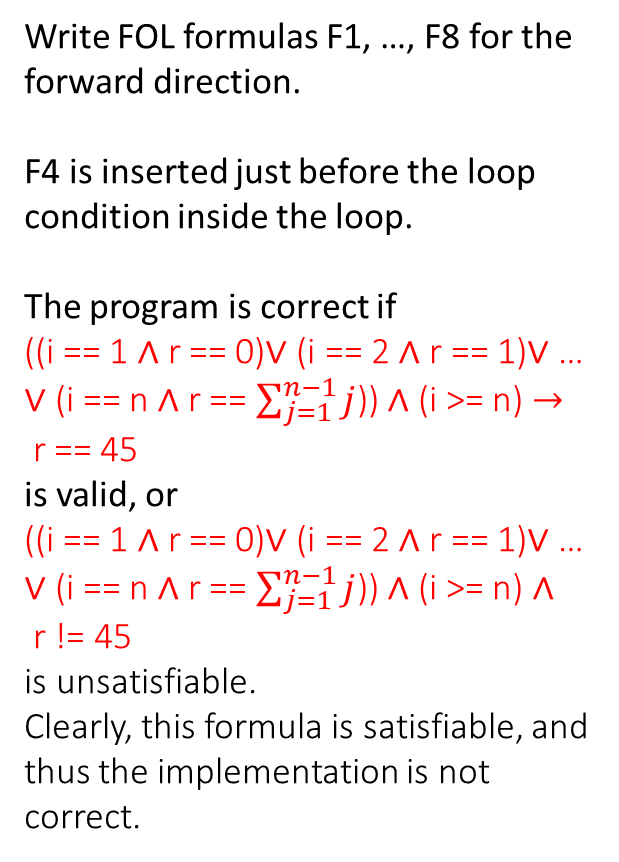 Write FOL formulas F1, …, F8 for the
forward direction.
F4 is inserted just before the loop
condition inside the loop.
The program is correct if
((i == 1 ∧ r == 0)∨ (i == 2 ∧ r == 1)∨ …
∨ (i == n ∧ r == ∑_{j=1}^{n−1} j)) ∧ (i >= n) →
r == 45
is valid, or
((i == 1 ∧ r == 0)∨ (i == 2 ∧ r == 1)∨ …
∨ (i == n ∧ r == ∑_{j=1}^{n−1} j)) ∧ (i >= n) ∧
r != 45
is unsatisfiable.
Clearly, this formula is satisfiable, and
thus the implementation is not
correct.